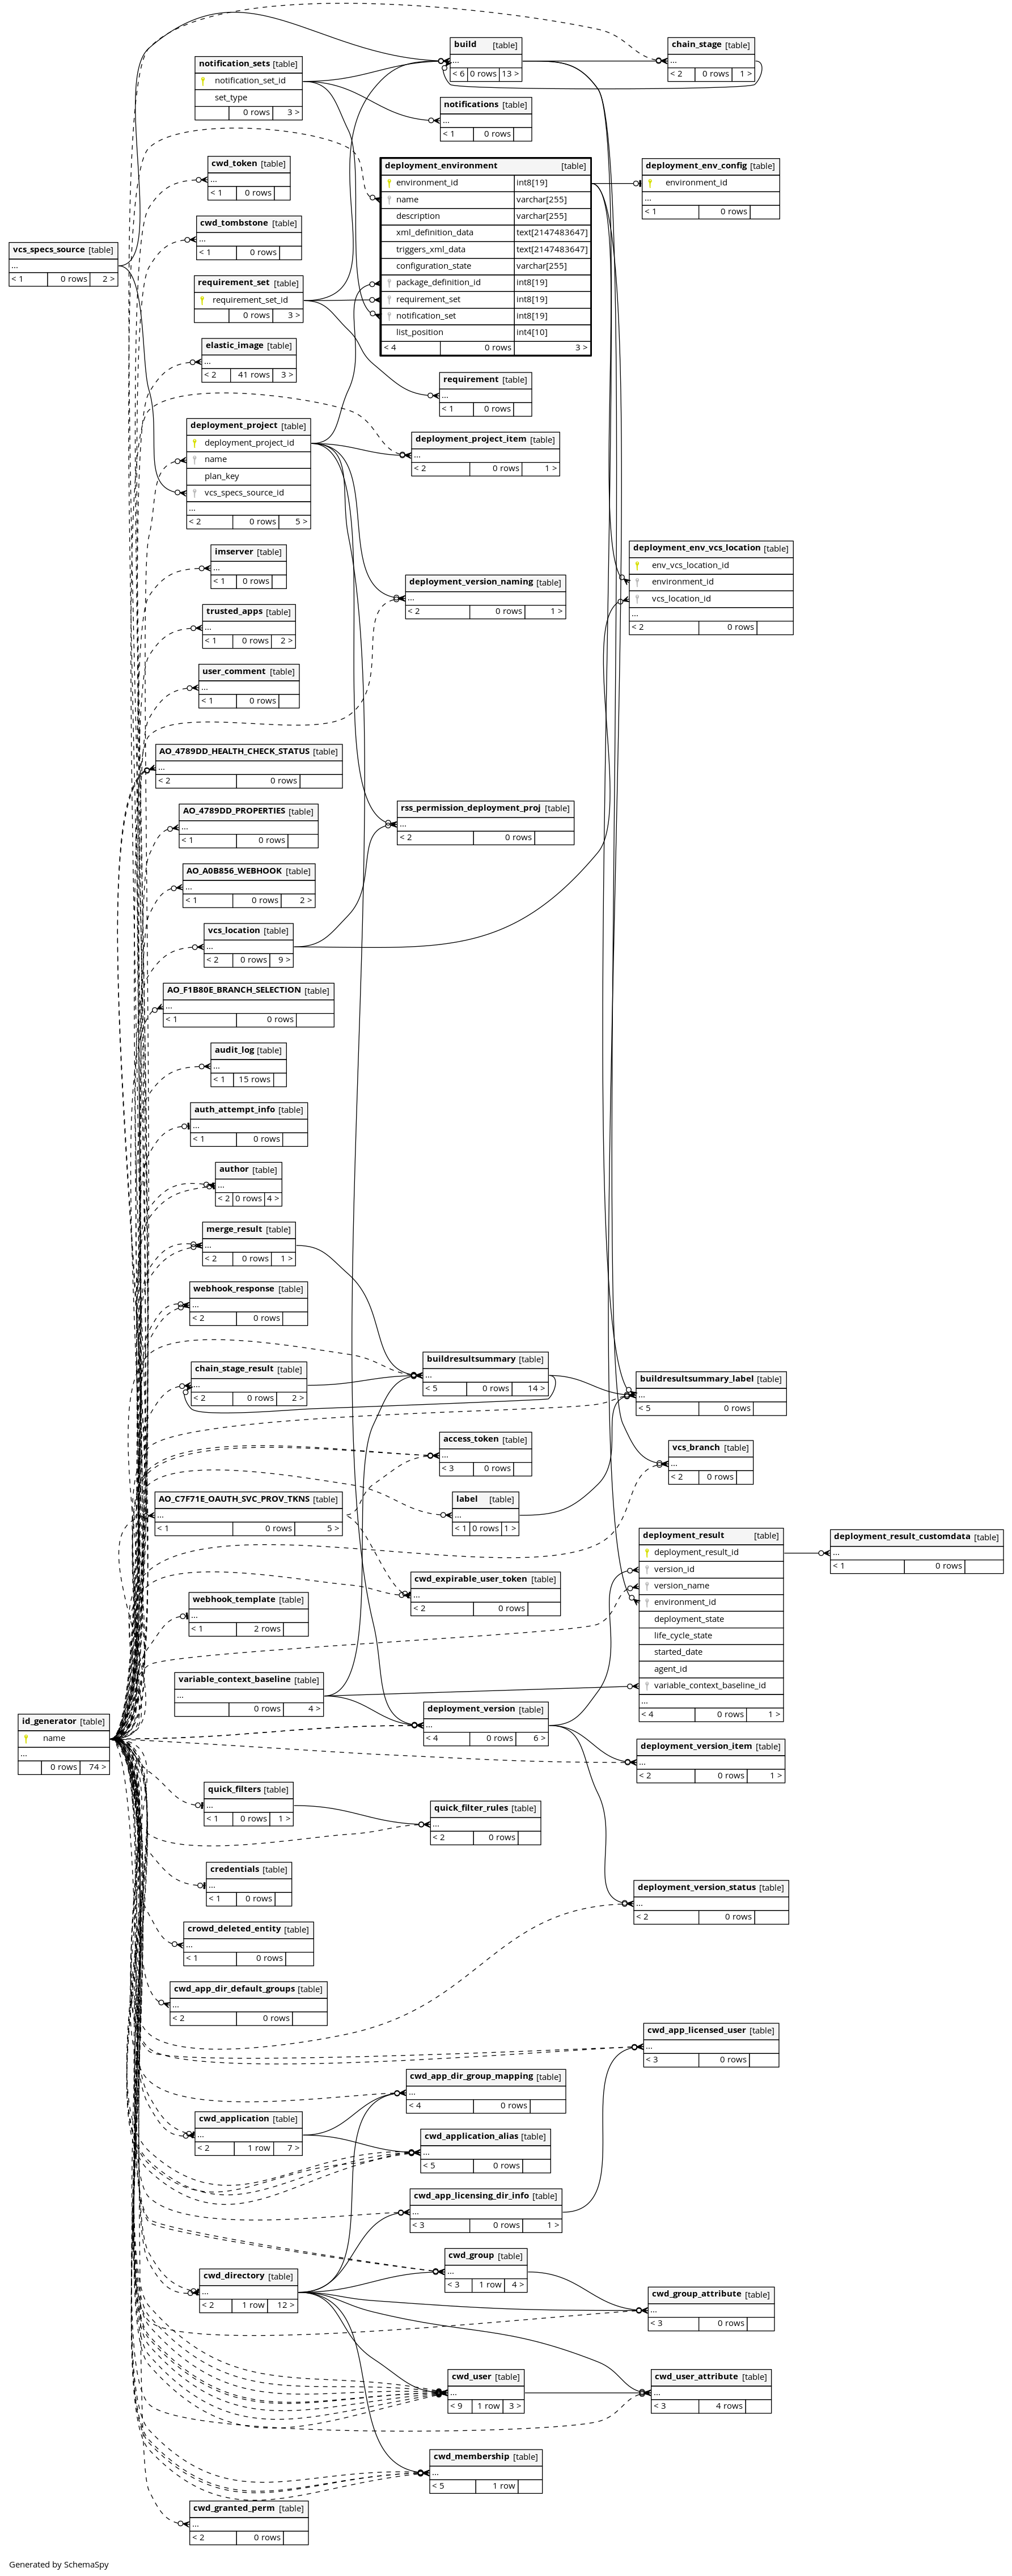 build [table]
...
< 6 0 rows 13 >
chain_stage [table]
...
< 2 0 rows 1 >
notification_sets [table]
notification_set_id
set_type
0 rows 3 >
notifications [table]
...
< 1 0 rows
cwd_token [table]
...
< 1 0 rows
deployment_environment [table]
environment_id int8[19]
name varchar[255]
description varchar[255]
xml_definition_data text[2147483647]
triggers_xml_data text[2147483647]
configuration_state varchar[255]
package_definition_id int8[19]
requirement_set int8[19]
notification_set int8[19]
list_position int4[10]
< 4 0 rows 3 >
deployment_env_config [table]
environment_id
...
< 1 0 rows
cwd_tombstone [table]
...
< 1 0 rows
vcs_specs_source [table]
...
< 1 0 rows 2 >
requirement_set [table]
requirement_set_id
0 rows 3 >
elastic_image [table]
...
< 2 41 rows 3 >
requirement [table]
...
< 1 0 rows
deployment_project [table]
deployment_project_id
name
plan_key
vcs_specs_source_id
...
< 2 0 rows 5 >
deployment_project_item [table]
...
< 2 0 rows 1 >
imserver [table]
...
< 1 0 rows
deployment_env_vcs_location [table]
env_vcs_location_id
environment_id
vcs_location_id
...
< 2 0 rows
deployment_version_naming [table]
...
< 2 0 rows 1 >
trusted_apps [table]
...
< 1 0 rows 2 >
user_comment [table]
...
< 1 0 rows
AO_4789DD_HEALTH_CHECK_STATUS [table]
...
< 2 0 rows
AO_4789DD_PROPERTIES [table]
...
< 1 0 rows
rss_permission_deployment_proj [table]
...
< 2 0 rows
AO_A0B856_WEBHOOK [table]
...
< 1 0 rows 2 >
vcs_location [table]
...
< 2 0 rows 9 >
AO_F1B80E_BRANCH_SELECTION [table]
...
< 1 0 rows
audit_log [table]
...
< 1 15 rows
auth_attempt_info [table]
...
< 1 0 rows
author [table]
...
< 2 0 rows 4 >
merge_result [table]
...
< 2 0 rows 1 >
webhook_response [table]
...
< 2 0 rows
buildresultsummary [table]
...
< 5 0 rows 14 >
chain_stage_result [table]
...
< 2 0 rows 2 >
buildresultsummary_label [table]
...
< 5 0 rows
access_token [table]
...
< 3 0 rows
vcs_branch [table]
...
< 2 0 rows
AO_C7F71E_OAUTH_SVC_PROV_TKNS [table]
...
< 1 0 rows 5 >
label [table]
...
< 1 0 rows 1 >
deployment_result [table]
deployment_result_id
version_id
version_name
environment_id
deployment_state
life_cycle_state
started_date
agent_id
variable_context_baseline_id
...
< 4 0 rows 1 >
deployment_result_customdata [table]
...
< 1 0 rows
cwd_expirable_user_token [table]
...
< 2 0 rows
webhook_template [table]
...
< 1 2 rows
variable_context_baseline [table]
...
0 rows 4 >
deployment_version [table]
...
< 4 0 rows 6 >
id_generator [table]
name
...
0 rows 74 >
deployment_version_item [table]
...
< 2 0 rows 1 >
quick_filters [table]
...
< 1 0 rows 1 >
quick_filter_rules [table]
...
< 2 0 rows
credentials [table]
...
< 1 0 rows
deployment_version_status [table]
...
< 2 0 rows
crowd_deleted_entity [table]
...
< 1 0 rows
cwd_app_dir_default_groups [table]
...
< 2 0 rows
cwd_app_licensed_user [table]
...
< 3 0 rows
cwd_app_dir_group_mapping [table]
...
< 4 0 rows
cwd_application [table]
...
< 2 1 row 7 >
cwd_application_alias [table]
...
< 5 0 rows
cwd_app_licensing_dir_info [table]
...
< 3 0 rows 1 >
cwd_group [table]
...
< 3 1 row 4 >
cwd_directory [table]
...
< 2 1 row 12 >
cwd_group_attribute [table]
...
< 3 0 rows
cwd_user [table]
...
< 9 1 row 3 >
cwd_user_attribute [table]
...
< 3 4 rows
cwd_membership [table]
...
< 5 1 row
cwd_granted_perm [table]
...
< 2 0 rows
Generated by SchemaSpy